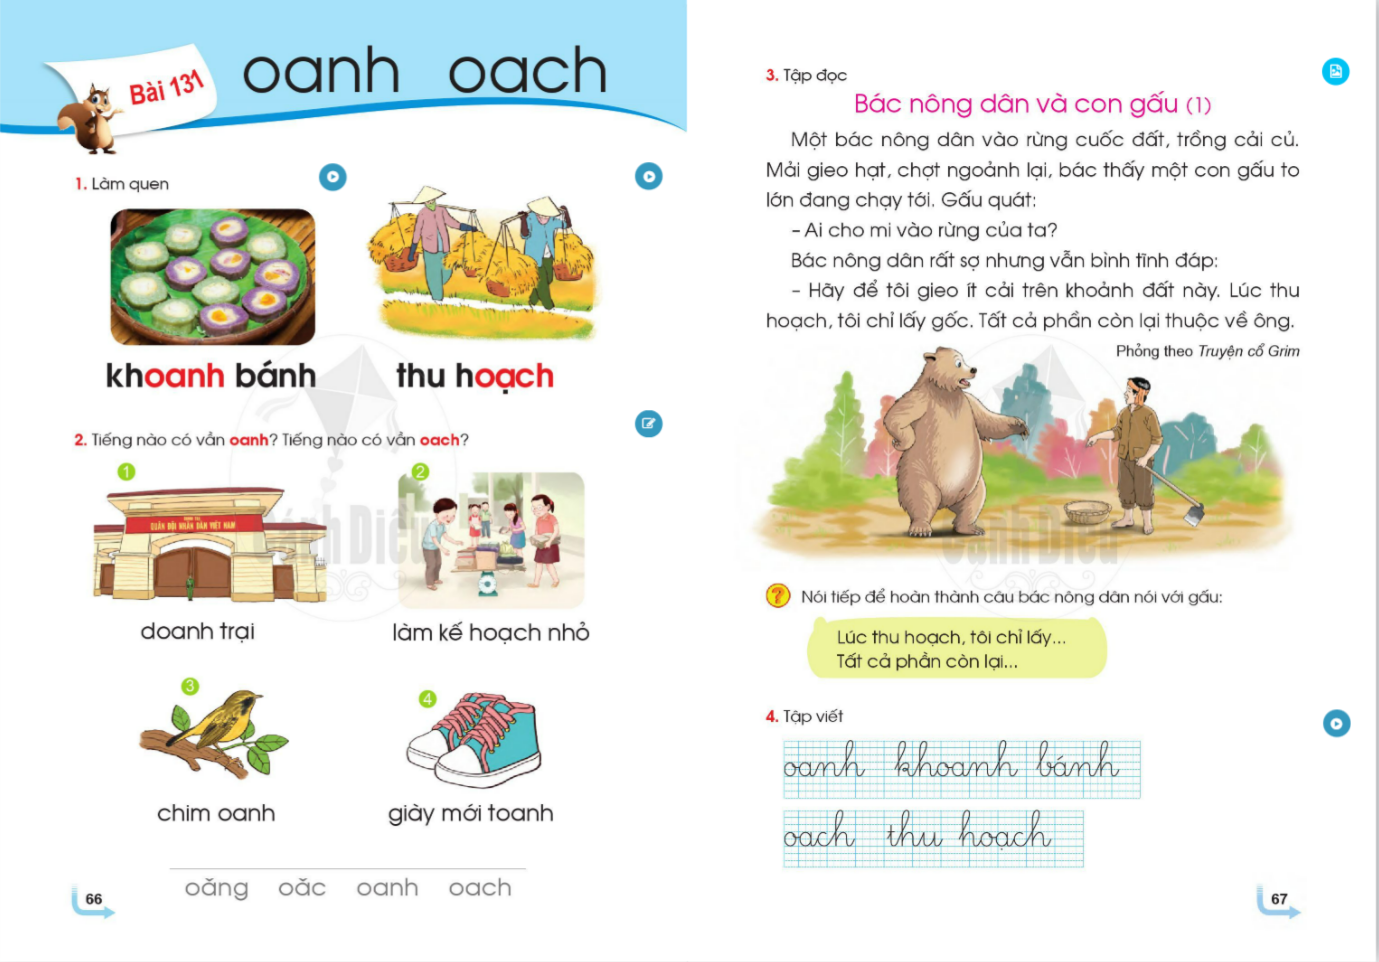 Bài 131
oanh oach
1. Làm quen
khoanh bánh
thu hoạch
2. Tiếng nào có vần oanh? Tiếng nào có vần oach?
1
2
QUÂN ĐỘI NHÂN DÂN VIỆT NAM
doanh trại
làm kế hoạch nhỏ
3
4
chim oanh
giày mới toanh
oăng oăc oanh oach
66
3. Tập đọc
Bác nông dân và con gấu (1)
Một bác nông dân vào rừng cuốc đất, trồng cải củ.
Mải gieo hạt, chợt ngoảnh lại, bác thấy một con gấu to
lớn đang chạy tới. Gấu quát:
– Ai cho mi vào rừng của ta?
Bác nông dân rất sợ nhưng vẫn bình tĩnh đáp:
– Hãy để tôi gieo ít cải trên khoảnh đất này. Lúc thu
hoạch, tôi chỉ lấy gốc. Tất cả phần còn lại thuộc về ông.
Phỏng theo Truyện cổ Grim
Cánh Diều
? Nói tiếp để hoàn thành câu bác nông dân nói với gấu:
Lúc thu hoạch, tôi chỉ lấy...
Tất cả phần còn lại...
4. Tập viết
oanh khoanh bánh
oach thu hoạch
67